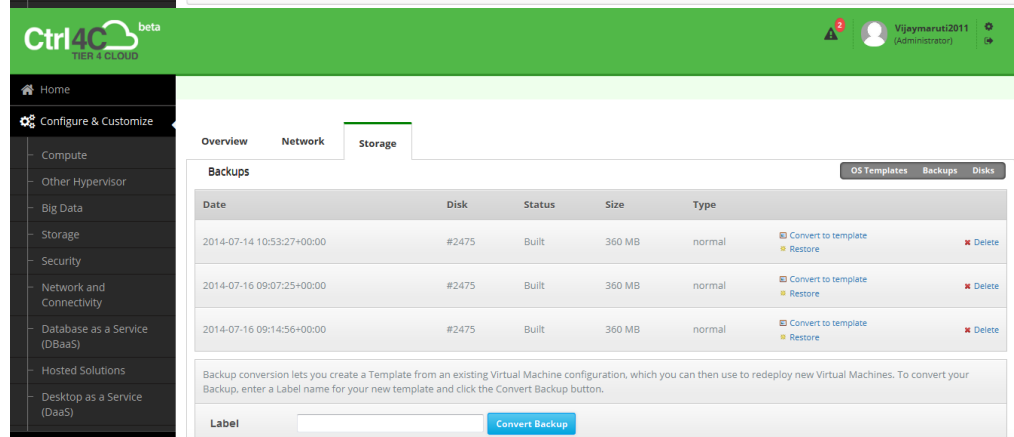 Ctrl4C beta
TIER 4 CLOUD
2
Vijaymaruti2011
(Administrator)
Home
Configure & Customize
Compute
Other Hypervisor
Big Data
Storage
Security
Network and
Connectivity
Database as a Service
(DBaaS)
Hosted Solutions
Desktop as a Service
(DaaS)
Overview Network Storage
Backups OS Templates Backups Disks
Date Disk Status Size Type
2014-07-14 10:53:27+00:00 #2475 Built 360 MB normal Convert to template
Restore Delete
2014-07-16 09:07:25+00:00 #2475 Built 360 MB normal Convert to template
Restore Delete
2014-07-16 09:14:56+00:00 #2475 Built 360 MB normal Convert to template
Restore Delete
Backup conversion lets you create a Template from an existing Virtual Machine configuration, which you can then use to redeploy new Virtual Machines. To convert your
Backup, enter a Label name for your new template and click the Convert Backup button.
Label Convert Backup